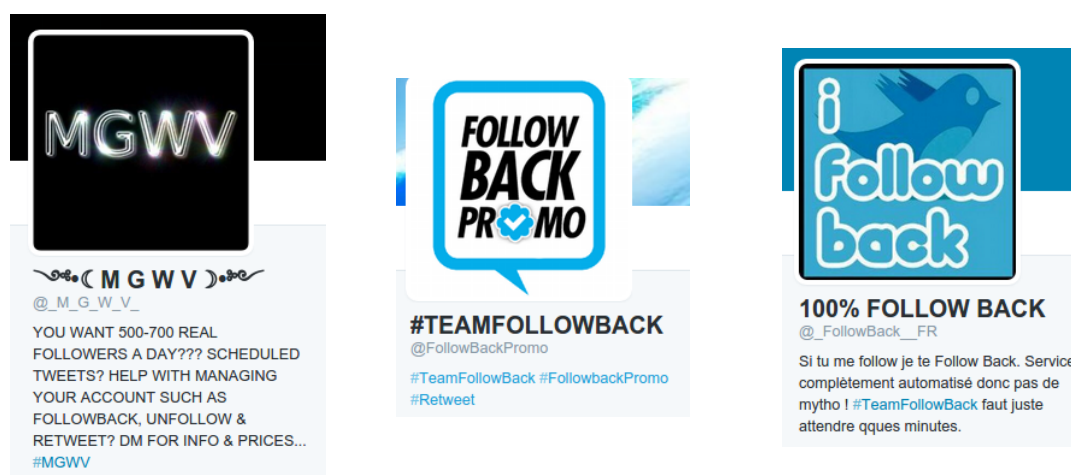 MGWV
༺•( M G W V )•༻
@_M_G_W_V_
YOU WANT 500-700 REAL
FOLLOWERS A DAY??? SCHEDULED
TWEETS? HELP WITH MANAGING
YOUR ACCOUNT SUCH AS
FOLLOWBACK, UNFOLLOW &
RETWEET? DM FOR INFO & PRICES...
#MGWV
FOLLOW
BACK
PROMO
#TEAMFOLLOWBACK
@FollowBackPromo
#TeamFollowBack #FollowbackPromo
#Retweet
i
follow
back
100% FOLLOW BACK
@_FollowBack__FR
Si tu me follow je te Follow Back. Service
complètement automatisé donc pas de
mytho ! #TeamFollowBack faut juste
attendre qques minutes.